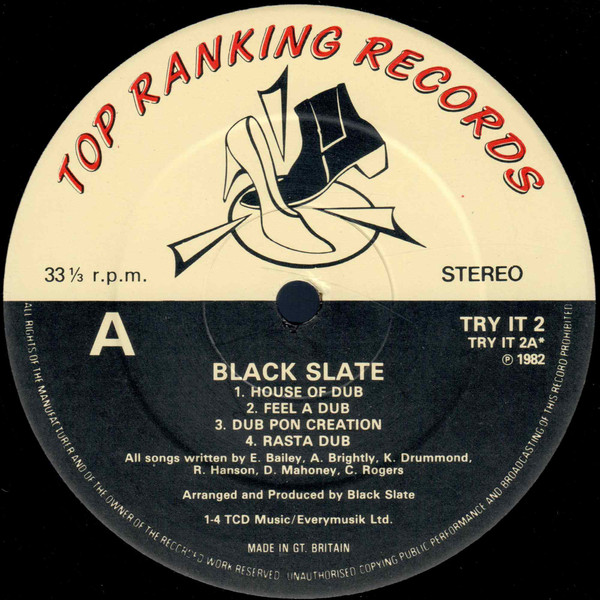 TOP RANKING RECORDS
33 ⅓ r.p.m.
STEREO
A
TRY IT 2
TRY IT 2A*
Ⓟ 1982
BLACK SLATE
1. HOUSE OF DUB
2. FEEL A DUB
3. DUB PON CREATION
4. RASTA DUB
All songs written by E. Bailey, A. Brightly, K. Drummond,
R. Hanson, D. Mahoney, C. Rogers
Arranged and Produced by Black Slate
1-4 TCD Music/Everymusik Ltd.
MADE IN GT. BRITAIN
ALL RIGHTS OF THE MANUFACTURER AND OF THE OWNER OF THE RECORDED WORK RESERVED. UNAUTHORISED COPYING PUBLIC PERFORMANCE AND BROADCASTING OF THIS RECORD PROHIBITED